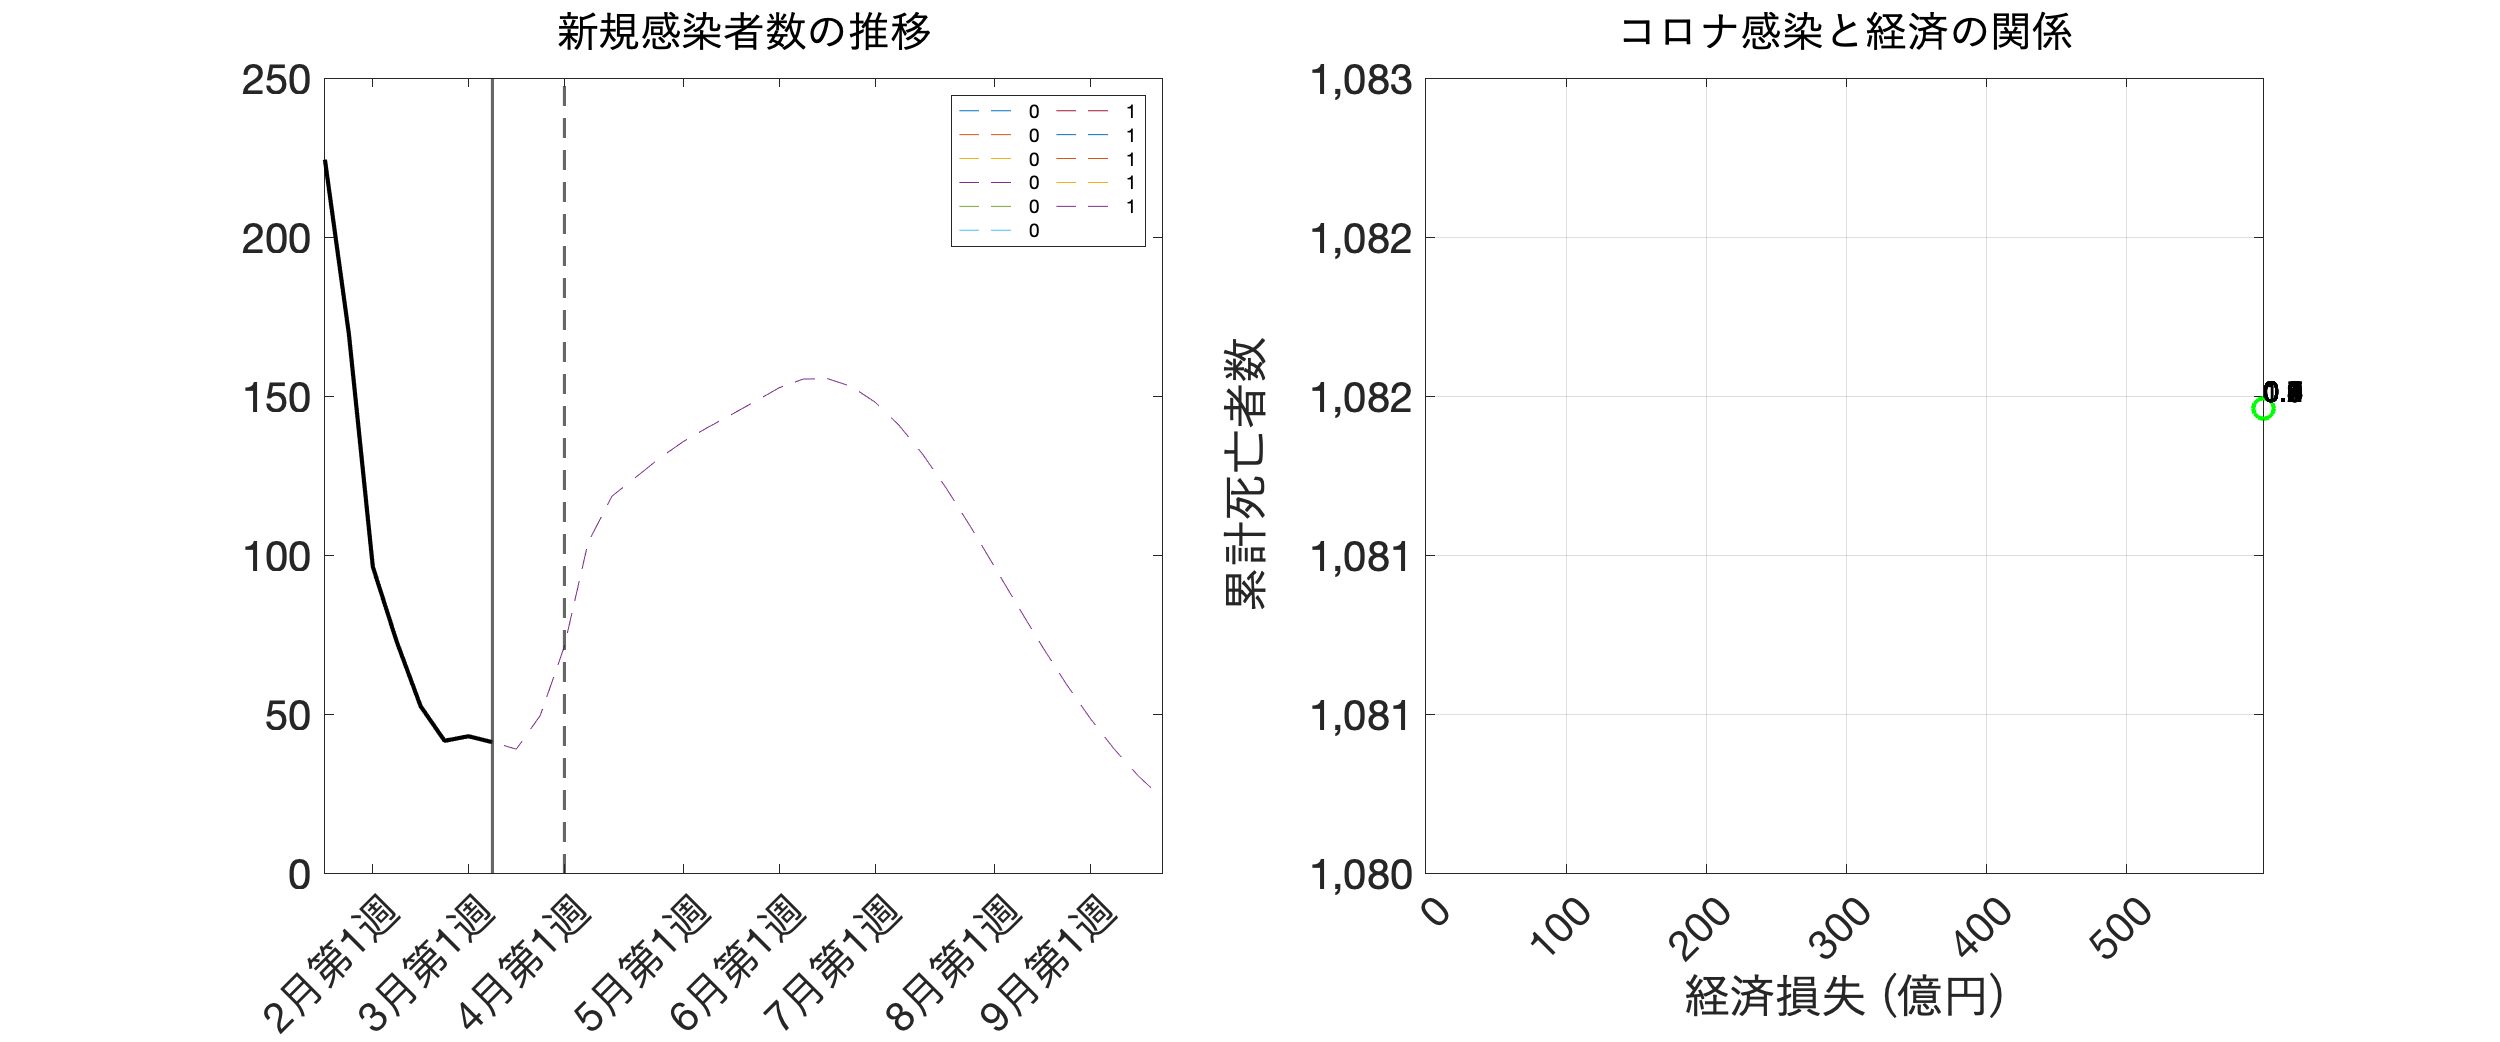 新規感染者数の推移
250
200
150
100
50
0
0 1
0 1
0 1
0 1
0 1
0
2月第1週
3月第1週
4月第1週
5月第1週
6月第1週
7月第1週
8月第1週
9月第1週
コロナ感染と経済の関係
累計死亡者数
1,083
1,082
1,082
1,081
1,081
1,080
0
100
200
300
400
500
経済損失 (億円)